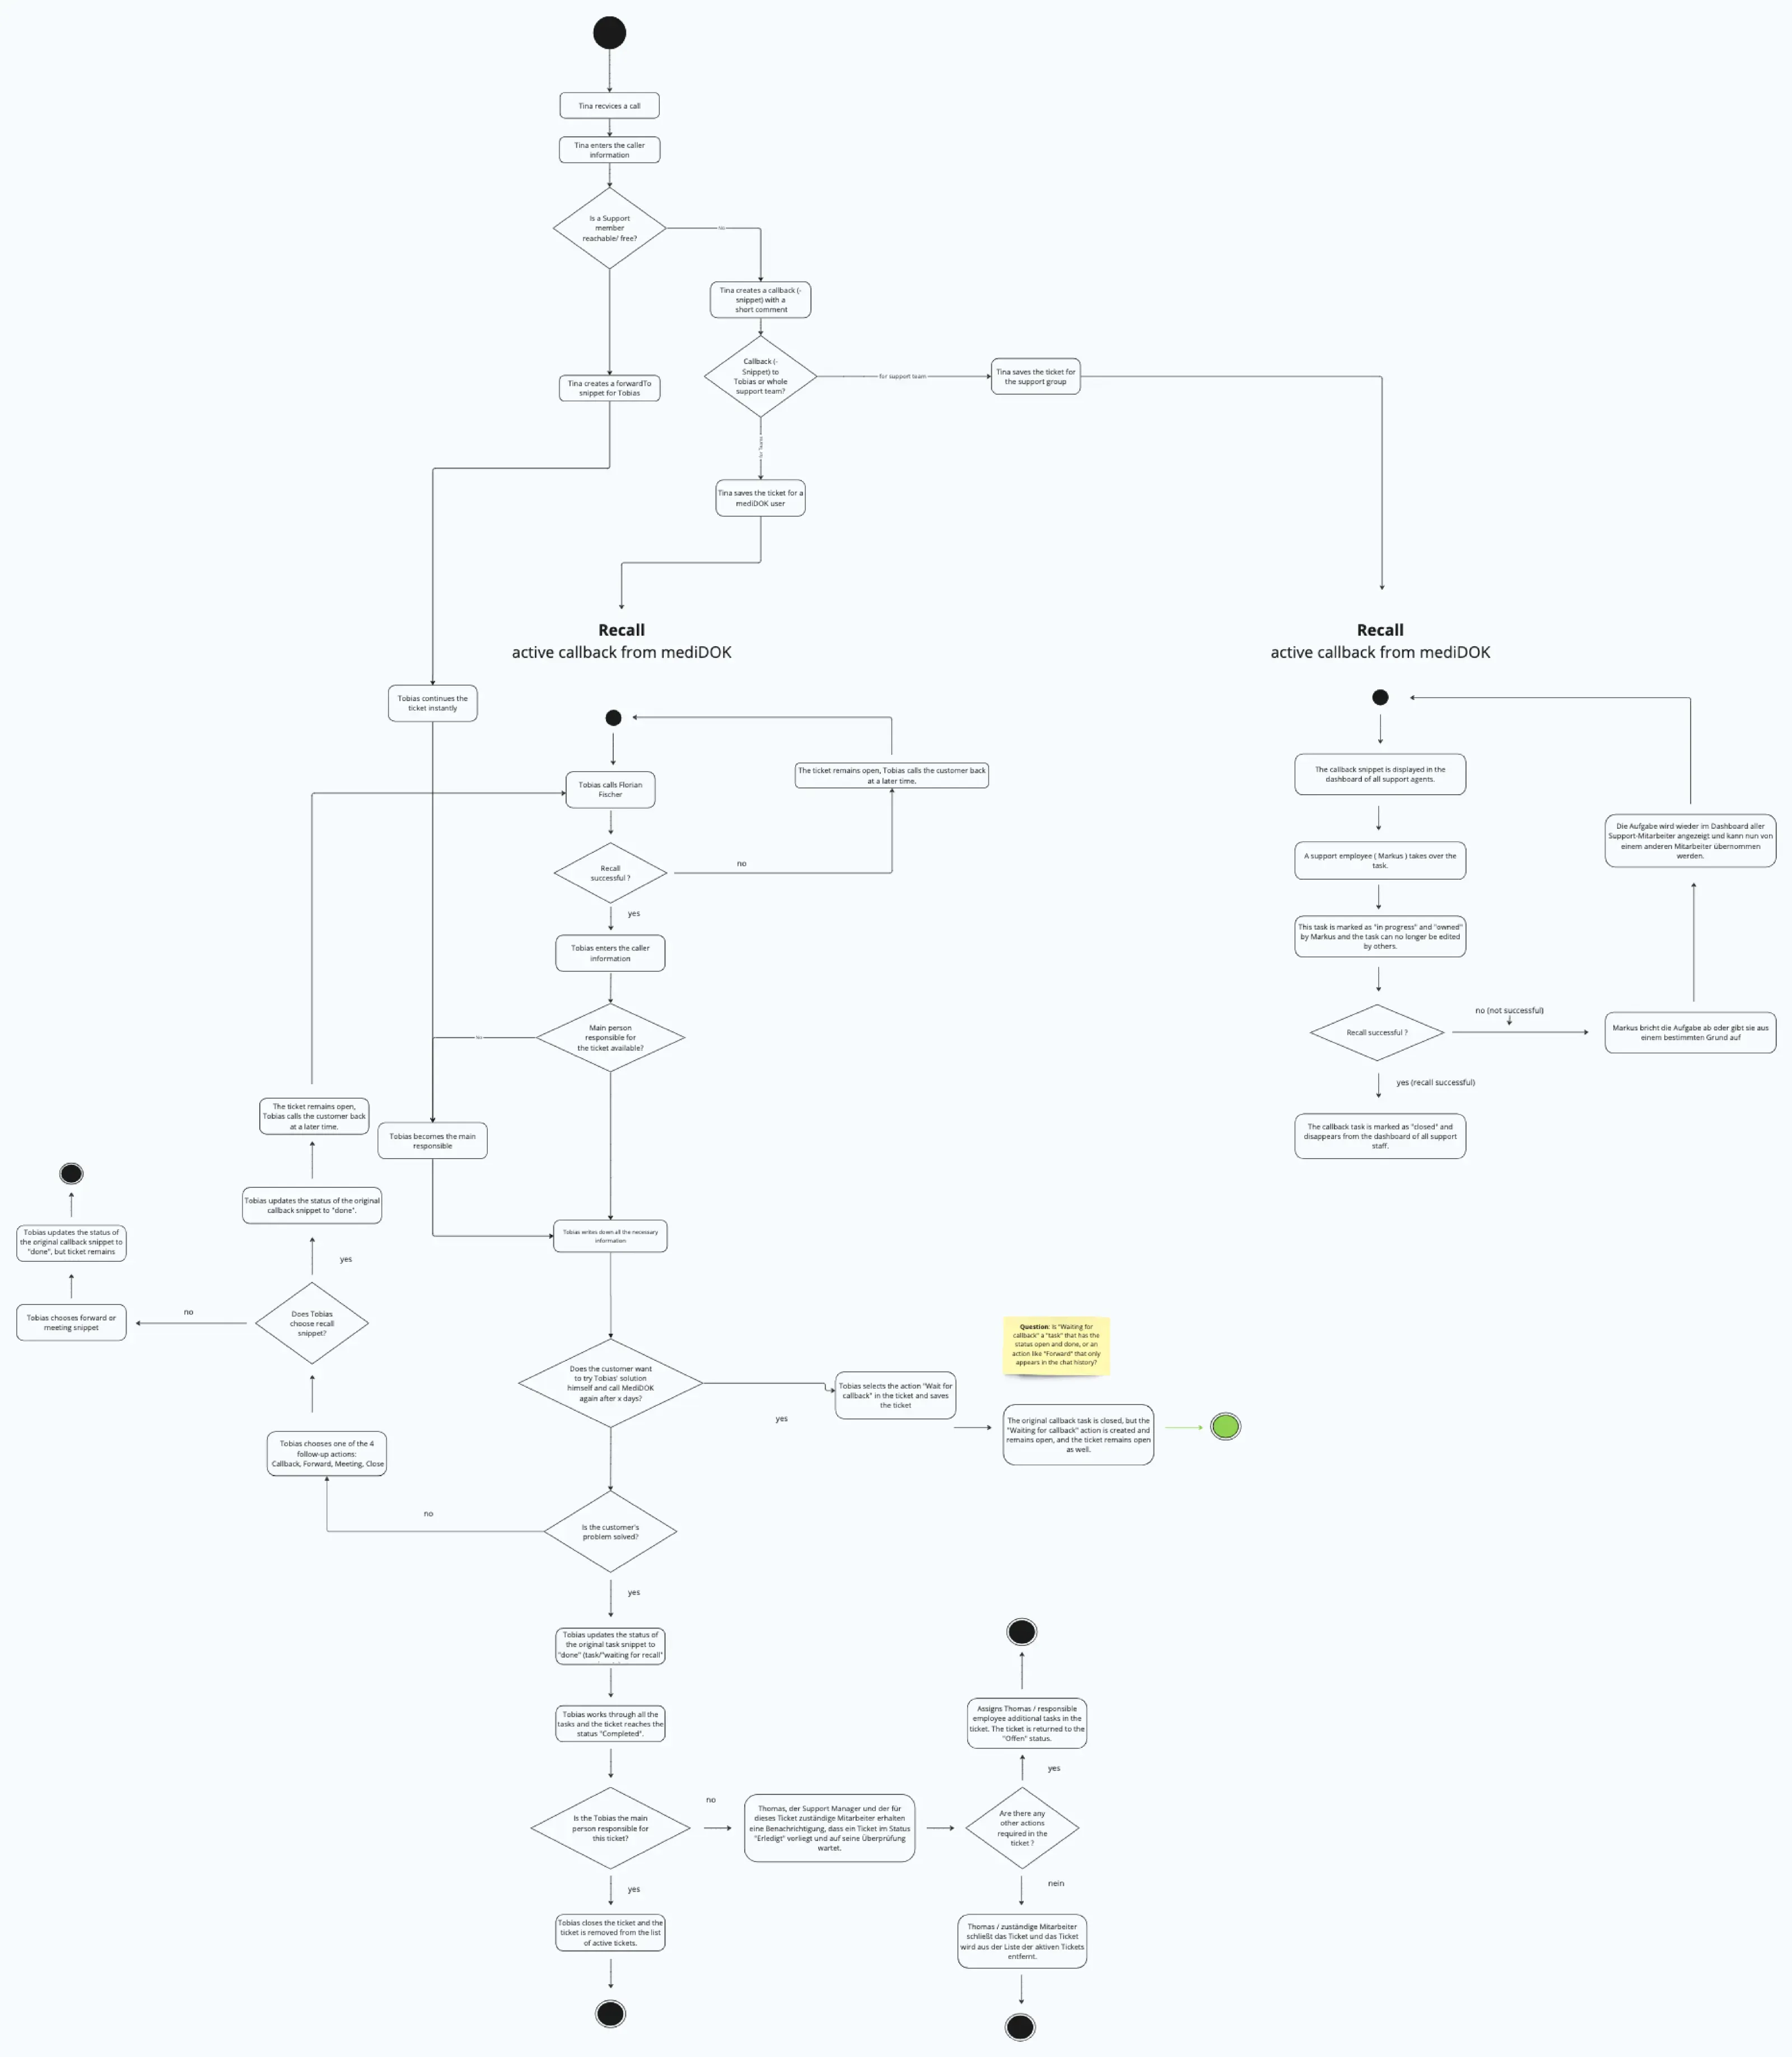 Tina recvices a call
Tina enters the caller
information
Is a Support
member
reachable/ free?
No
Tina creates a callback (-
snippet) with a
short comment
Callback (-
Snippet) to
Tobias or whole
support team?
for support team
Tina saves the ticket for
the support group
Tina creates a forwardTo
snippet for Tobias
for Tobias
Tina saves the ticket for a
mediDOK user
Recall
active callback from mediDOK
Recall
active callback from mediDOK
Tobias continues the
ticket instantly
The ticket remains open, Tobias calls the customer back
at a later time.
Tobias calls Florian
Fischer
Recall
successful ?
no
yes
Tobias enters the caller
information
Main person
responsible for
the ticket available?
No
The callback snippet is displayed in the
dashboard of all support agents.
A support employee ( Markus ) takes over the
task.
This task is marked as "in progress" and "owned"
by Markus and the task can no longer be edited
by others.
Recall successful ?
no (not successful)
Markus bricht die Aufgabe ab oder gibt sie aus
einem bestimmten Grund auf
Die Aufgabe wird wieder im Dashboard aller
Support-Mitarbeiter angezeigt und kann nun von
einem anderen Mitarbeiter übernommen
werden.
yes (recall successful)
The callback task is marked as "closed" and
disappears from the dashboard of all support
staff.
The ticket remains open,
Tobias calls the customer back
at a later time.
Tobias becomes the main
responsible
Tobias updates the status of the original
callback snippet to "done".
Tobias updates the status of
the original callback snippet to
"done", but ticket remains
yes
Tobias writes down all the necessary
information
Does Tobias
choose recall
snippet?
no
Tobias chooses forward or
meeting snippet
Question: Is "Waiting for
callback" a "task" that has the
status open and done, or an
action like "Forward" that only
appears in the chat history?
Does the customer want
to try Tobias' solution
himself and call MediDOK
again after x days?
yes
Tobias selects the action "Wait for
callback" in the ticket and saves
the ticket
The original callback task is closed, but the
"Waiting for callback" action is created and
remains open, and the ticket remains open
as well.
Tobias chooses one of the 4
follow-up actions:
Callback, Forward, Meeting, Close
no
Is the customer's
problem solved?
yes
Tobias updates the status of
the original task snippet to
"done" (task/"waiting for recall"
Tobias works through all the
tasks and the ticket reaches the
status "Completed".
Is the Tobias the main
person responsible for
this ticket?
no
Thomas, der Support Manager und der für
dieses Ticket zuständige Mitarbeiter erhalten
eine Benachrichtigung, dass ein Ticket im Status
"Erledigt" vorliegt und auf seine Überprüfung
wartet.
Are there any
other actions
required in the
ticket ?
yes
Assigns Thomas / responsible
employee additional tasks in the
ticket. The ticket is returned to the
"Offen" status.
nein
Thomas / zuständige Mitarbeiter
schließt das Ticket und das Ticket
wird aus der Liste der aktiven Tickets
entfernt.
yes
Tobias closes the ticket and the
ticket is removed from the list
of active tickets.